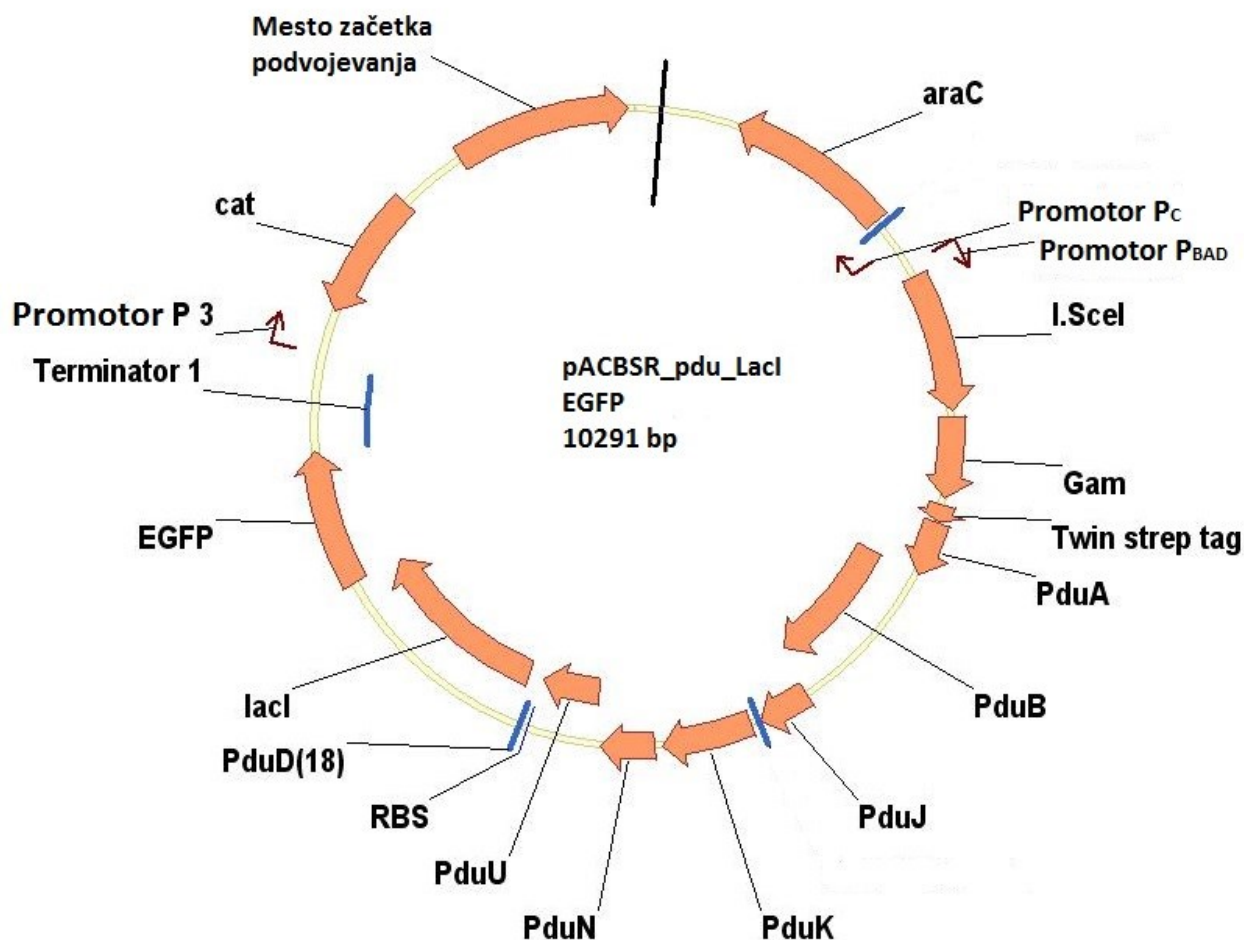 Mesto začetka
podvojevanja
araC
cat
Promotor PC
Promotor PBAD
Promotor P 3
I.SceI
Terminator 1
pACBSR_pdu_LacI
EGFP
10291 bp
Gam
EGFP
Twin strep tag
PduA
lacI
PduB
PduD(18)
RBS
PduJ
PduU
PduN
PduK